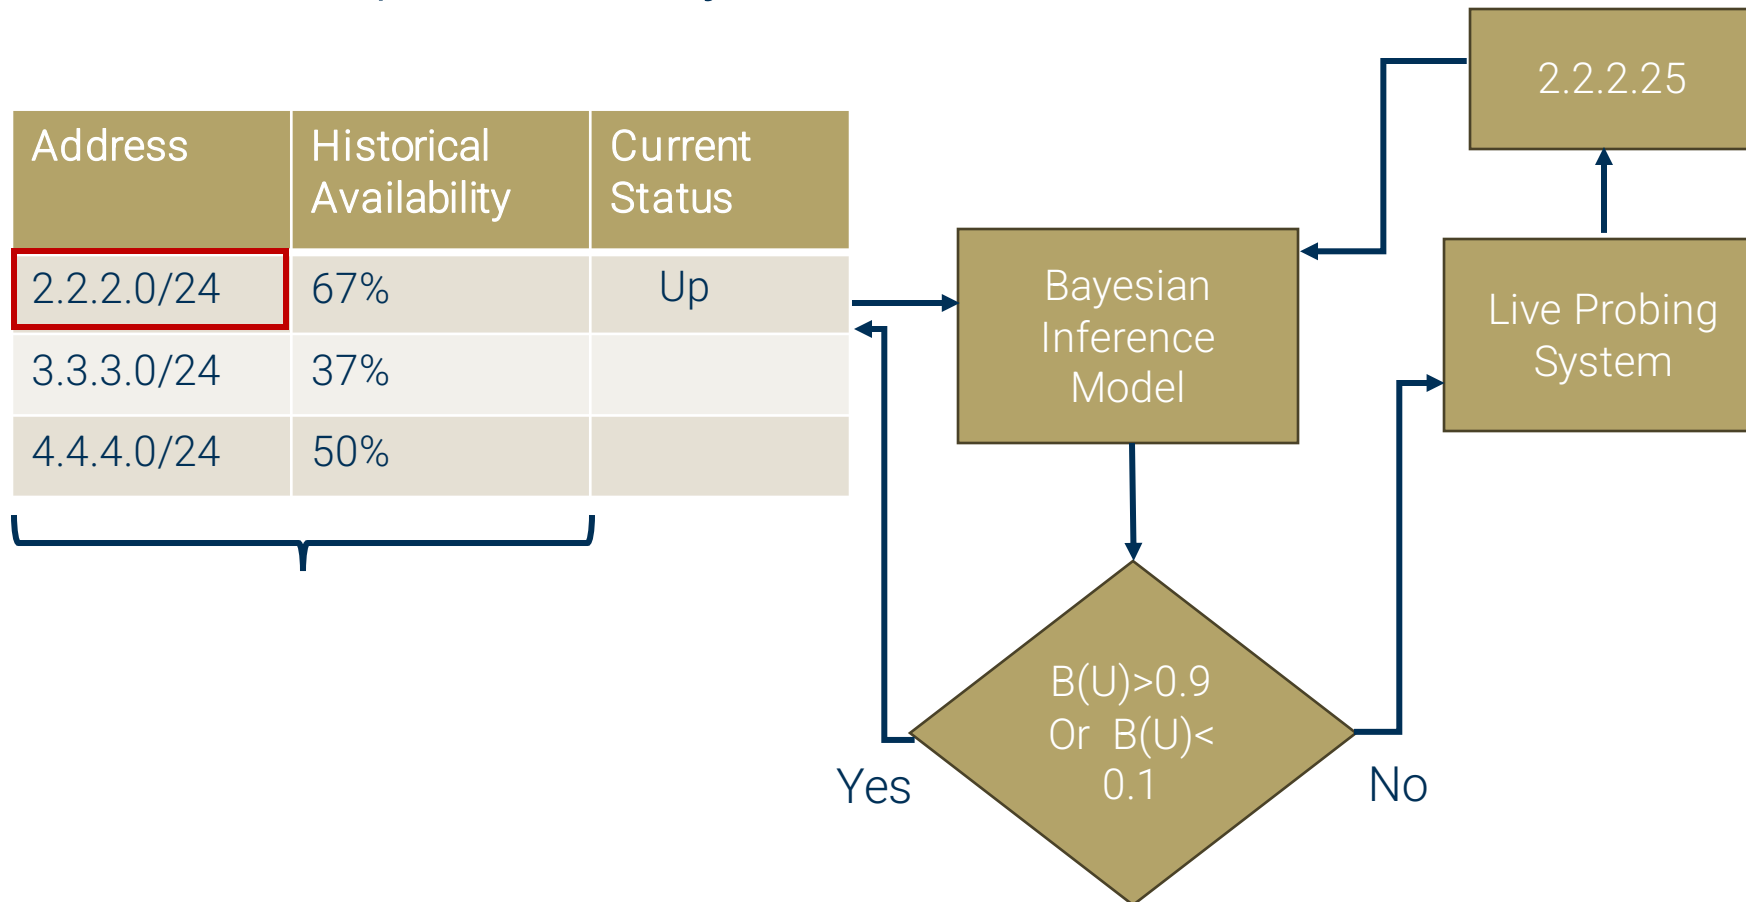 Address
Historical
Availability
Current
Status
2.2.2.0/24
67%
Up
3.3.3.0/24
37%
4.4.4.0/24
50%
Bayesian
Inference
Model
2.2.2.25
Live Probing
System
B(U)>0.9
Or B(U)<
0.1
Yes
No